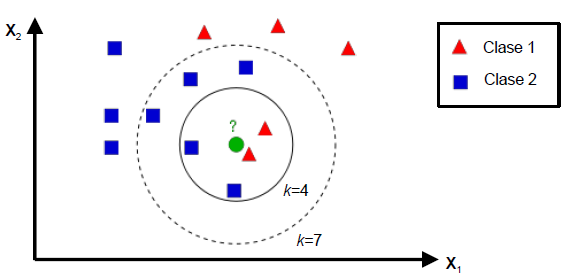 X2
Clase 1
Clase 2
?
k=4
k=7
X1